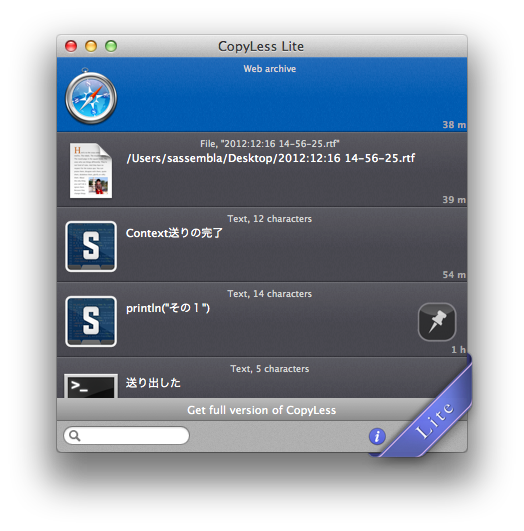 CopyLess Lite
Web archive
38 m
File, "2012:12:16 14-56-25.rtf"
/Users/sassembla/Desktop/2012:12:16 14-56-25.rtf
39 m
Text, 12 characters
Context送りの完了
54 m
Text, 14 characters
println("その１")
1 h
Text, 5 characters
送り出した
Get full version of CopyLess
Lite